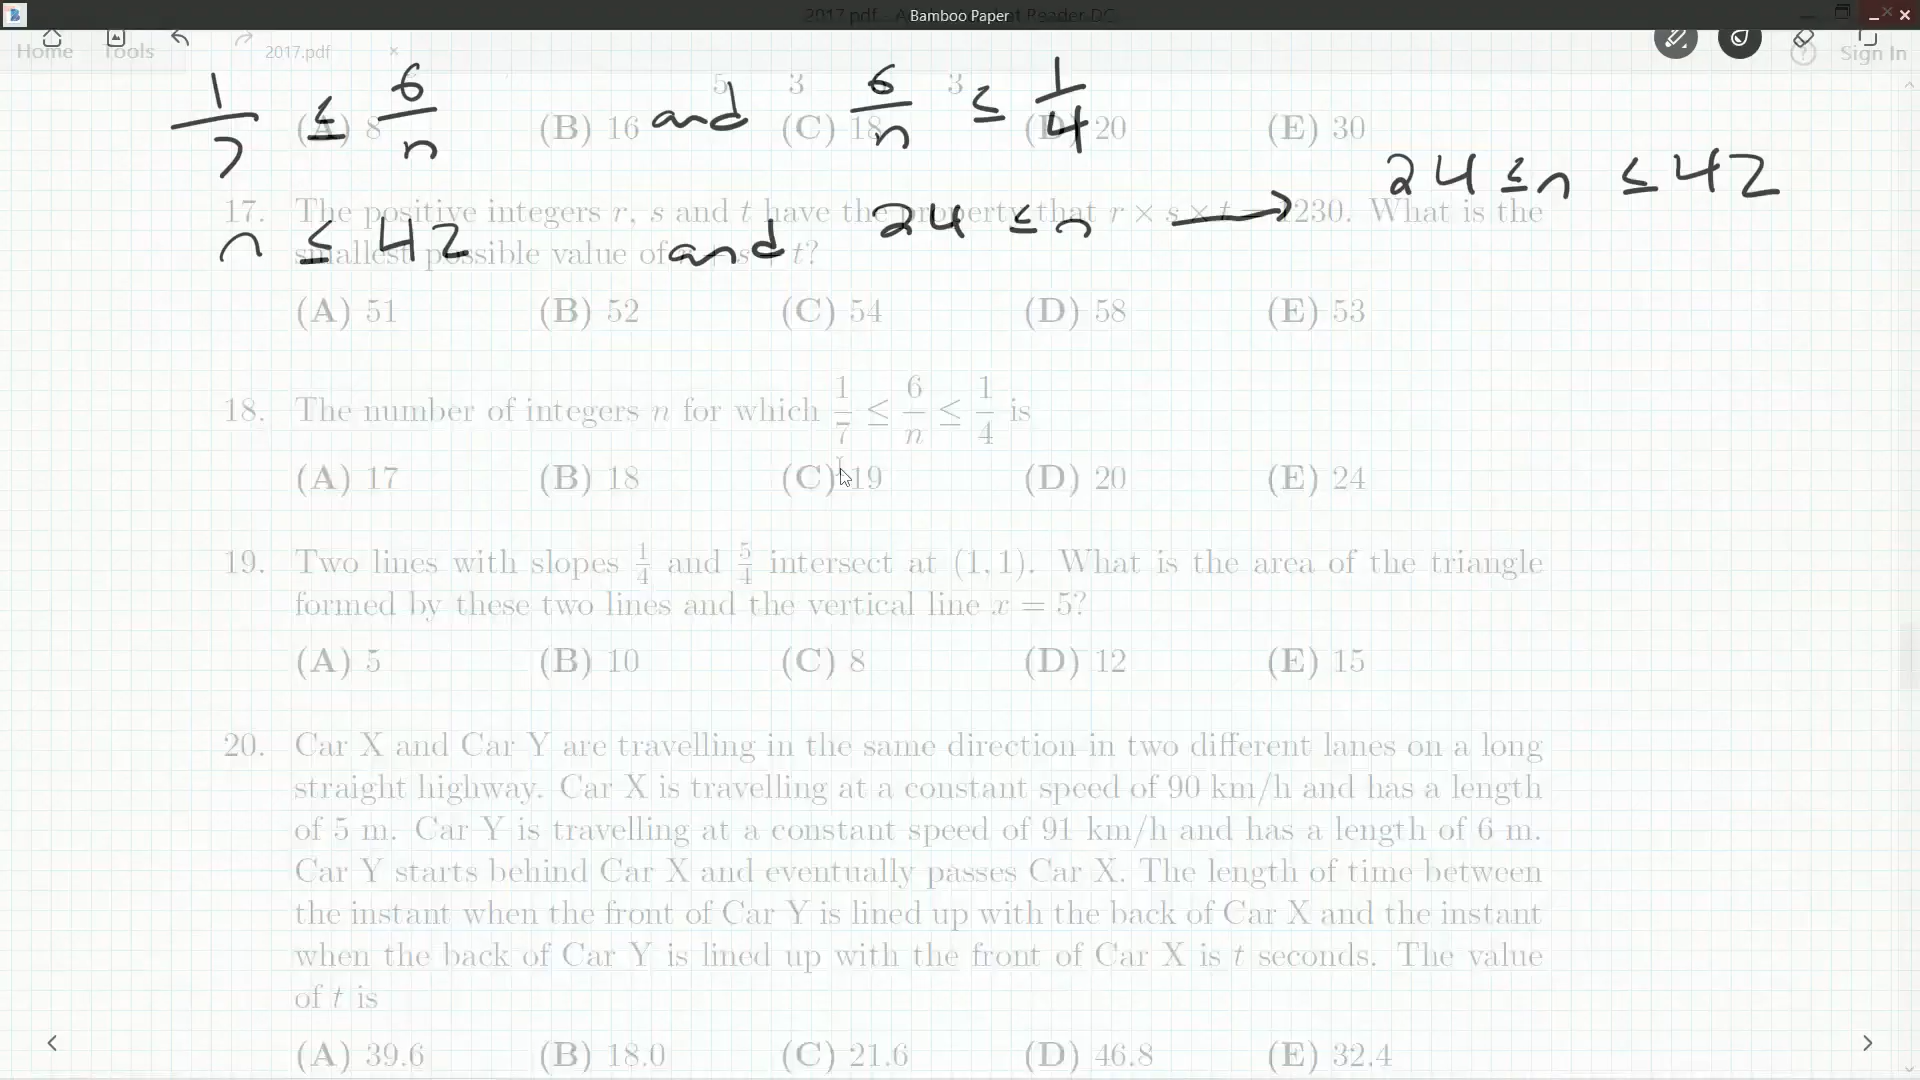 2017.pdf - A
Reader DC
Bamboo Paper
Home Tools 2017.pdf × ? Sign In
5 3 3
1/7 ≤ 6/n and 6/n ≤ 1/4
(A) 8 (B) 16 (C) 18 (D) 20 (E) 30
24 ≤ n ≤ 42
n ≤ 42 and 24 ≤ n →
17. The positive integers r, s and t have the property that r × s × t = 1230. What is the
smallest possible value of r + s + t?
(A) 51 (B) 52 (C) 54 (D) 58 (E) 53
18. The number of integers n for which 1/7 ≤ 6/n ≤ 1/4 is
(A) 17 (B) 18 (C) 19 (D) 20 (E) 24
19. Two lines with slopes 1/4 and 5/4 intersect at (1, 1). What is the area of the triangle
formed by these two lines and the vertical line x = 5?
(A) 5 (B) 10 (C) 8 (D) 12 (E) 15
20. Car X and Car Y are travelling in the same direction in two different lanes on a long
straight highway. Car X is travelling at a constant speed of 90 km/h and has a length
of 5 m. Car Y is travelling at a constant speed of 91 km/h and has a length of 6 m.
Car Y starts behind Car X and eventually passes Car X. The length of time between
the instant when the front of Car Y is lined up with the back of Car X and the instant
when the back of Car Y is lined up with the front of Car X is t seconds. The value
of t is
(A) 39.6 (B) 18.0 (C) 21.6 (D) 46.8 (E) 32.4